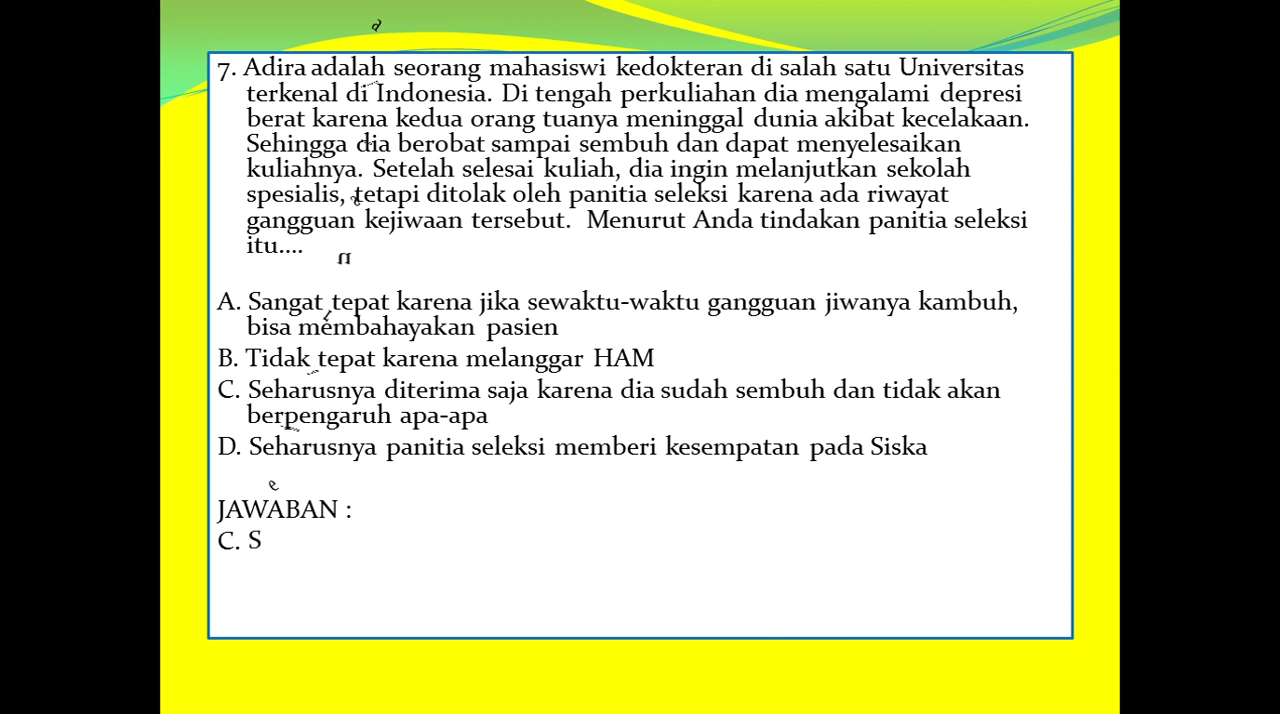 7. Adira adalah seorang mahasiswi kedokteran di salah satu Universitas
terkenal di Indonesia. Di tengah perkuliahan dia mengalami depresi
berat karena kedua orang tuanya meninggal dunia akibat kecelakaan.
Sehingga dia berobat sampai sembuh dan dapat menyelesaikan
kuliahnya. Setelah selesai kuliah, dia ingin melanjutkan sekolah
spesialis, tetapi ditolak oleh panitia seleksi karena ada riwayat
gangguan kejiwaan tersebut. Menurut Anda tindakan panitia seleksi
itu....
A. Sangat tepat karena jika sewaktu-waktu gangguan jiwanya kambuh,
bisa membahayakan pasien
B. Tidak tepat karena melanggar HAM
C. Seharusnya diterima saja karena dia sudah sembuh dan tidak akan
berpengaruh apa-apa
D. Seharusnya panitia seleksi memberi kesempatan pada Siska
JAWABAN :
C. S